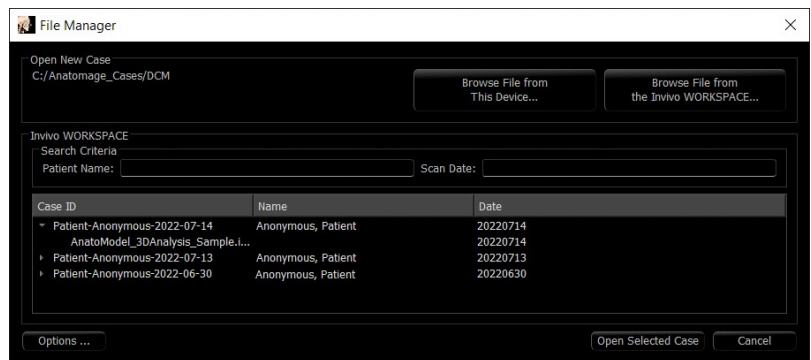 File Manager
Open New Case
C:/Anatomage_Cases/DCM
Browse File from
This Device...
Browse File from
the Invivo WORKSPACE...
Invivo WORKSPACE
Search Criteria
Patient Name:
Scan Date:
Case ID Name Date
Patient-Anonymous-2022-07-14 Anonymous, Patient 20220714
AnatoModel_3DAnalysis_Sample.i... 20220714
Patient-Anonymous-2022-07-13 Anonymous, Patient 20220713
Patient-Anonymous-2022-06-30 Anonymous, Patient 20220630
Options ...
Open Selected Case
Cancel